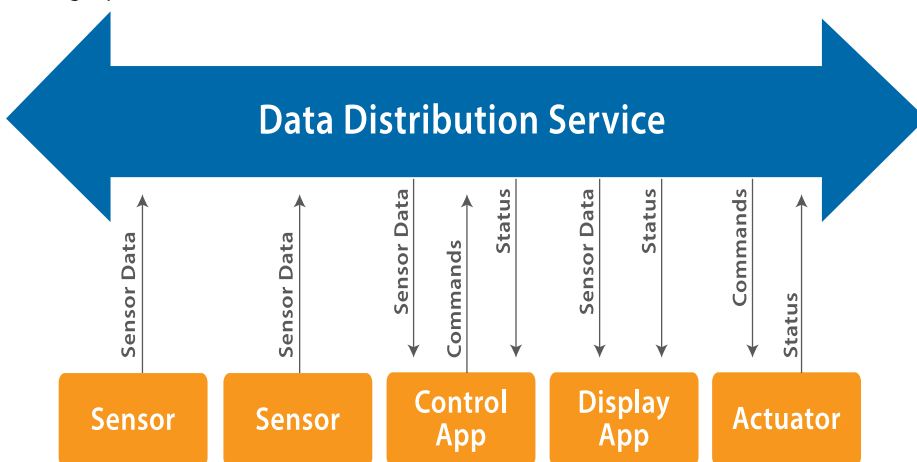 Data Distribution Service
Sensor Data
Sensor Data
Sensor Data
Commands
Status
Sensor Data
Status
Commands
Status
Sensor
Sensor
Control
App
Display
App
Actuator